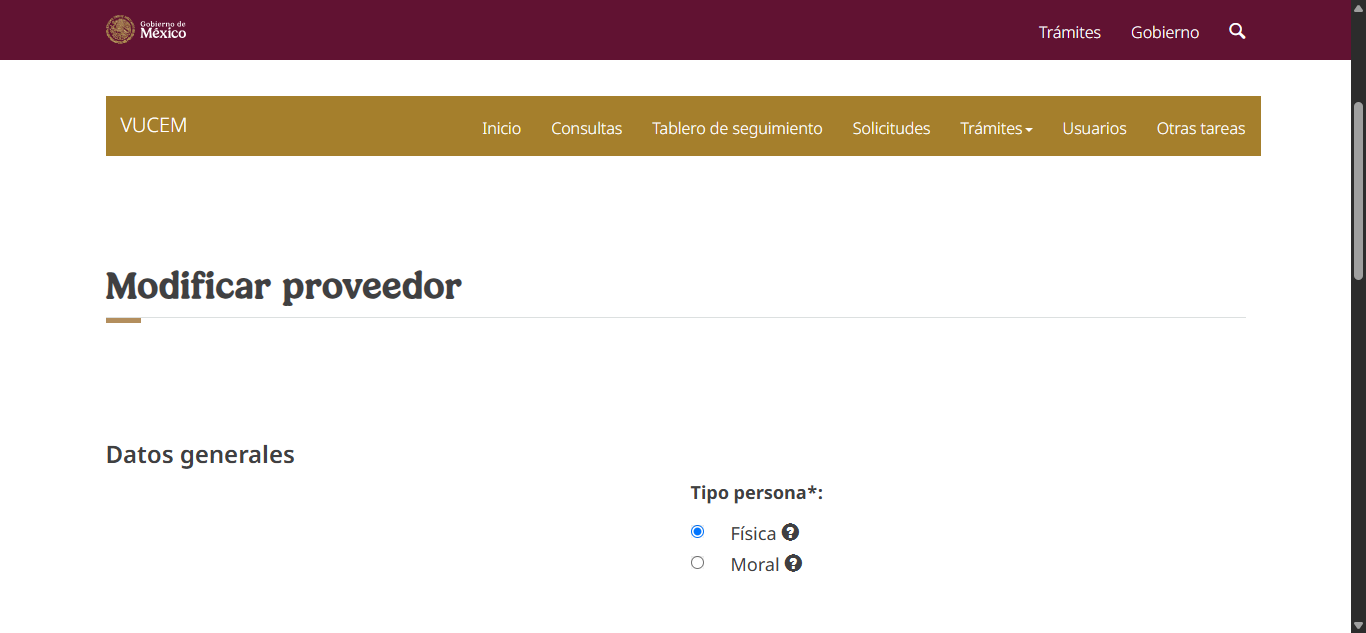 Gobierno de
México
Trámites
Gobierno
VUCEM
Inicio
Consultas
Tablero de seguimiento
Solicitudes
Trámites
Usuarios
Otras tareas
Modificar proveedor
Datos generales
Tipo persona*:
Física
Moral